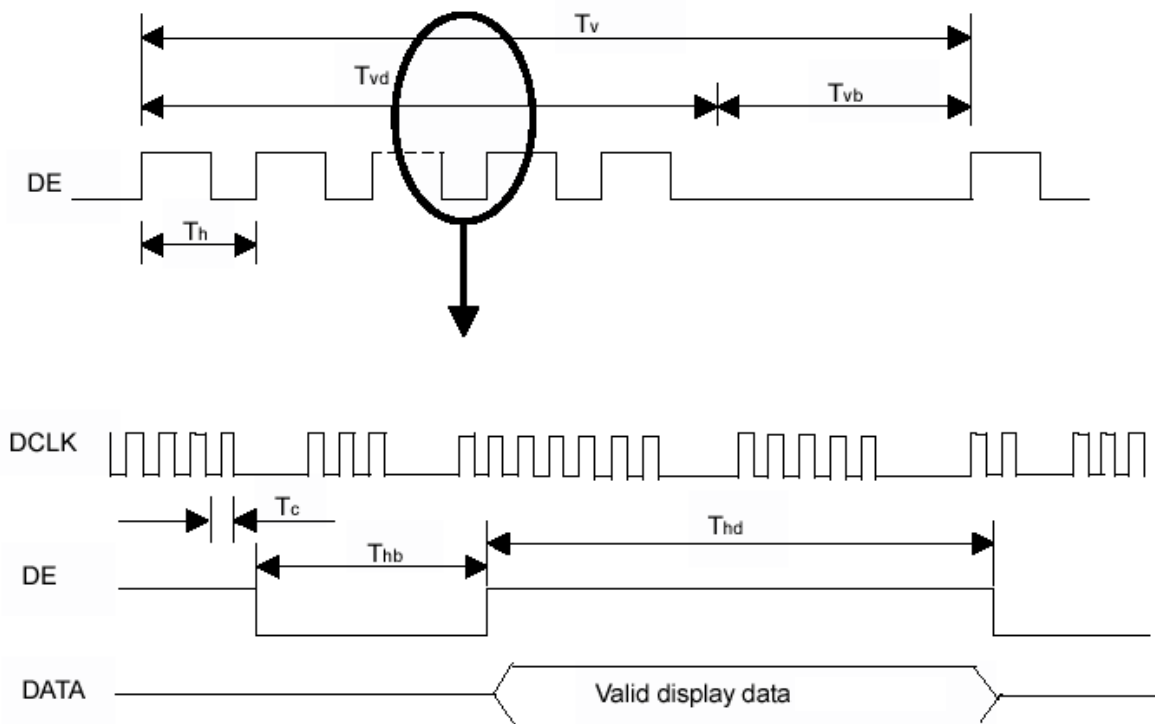 Tv
Tvd
Tvb
DE
Th
DCLK
Tc
Thd
Thb
DE
DATA
Valid display data